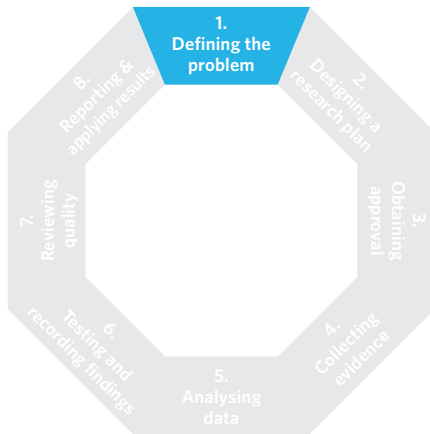 1.
Defining the
problem
2.
Designing a
research plan
3.
Obtaining
approval
4.
Collecting
evidence
5.
Analysing
data
6.
Testing and
recording findings
7.
Reviewing
quality
8.
Reporting &
applying results